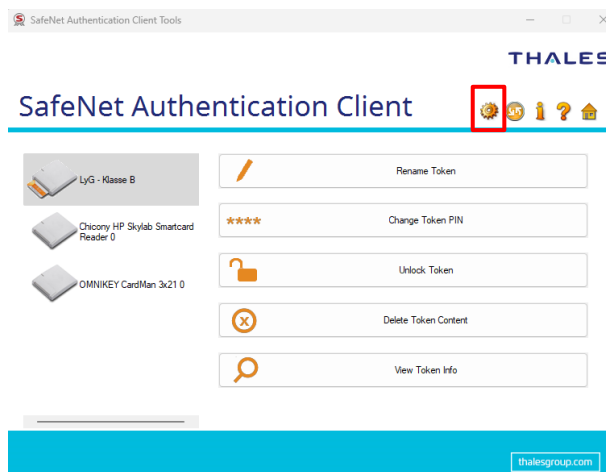 SafeNet Authentication Client Tools
THALES
SafeNet Authentication Client
LyG - Klasse B
Chicony HP Skylab Smartcard
Reader 0
OMNIKEY CardMan 3x21 0
Rename Token
****
Change Token PIN
Unlock Token
Delete Token Content
View Token Info
thalesgroup.com